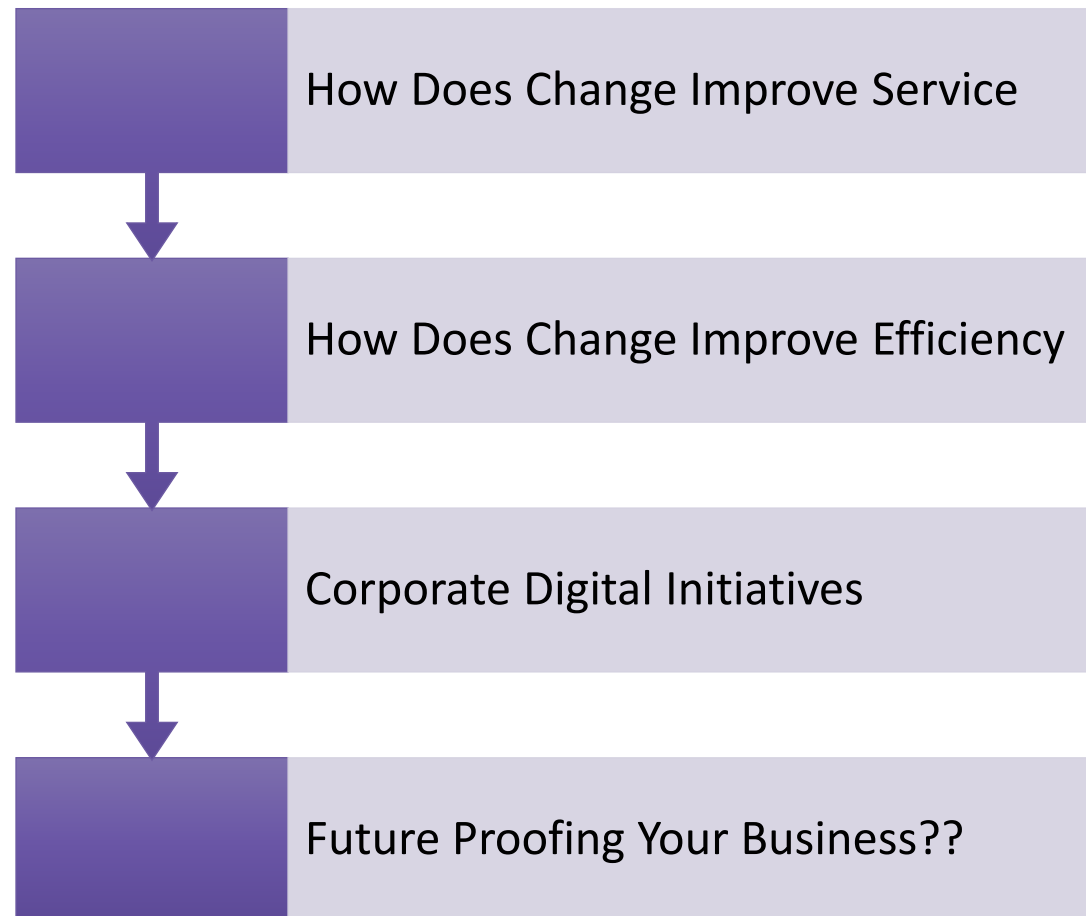 How Does Change Improve Service
How Does Change Improve Efficiency
Corporate Digital Initiatives
Future Proofing Your Business??